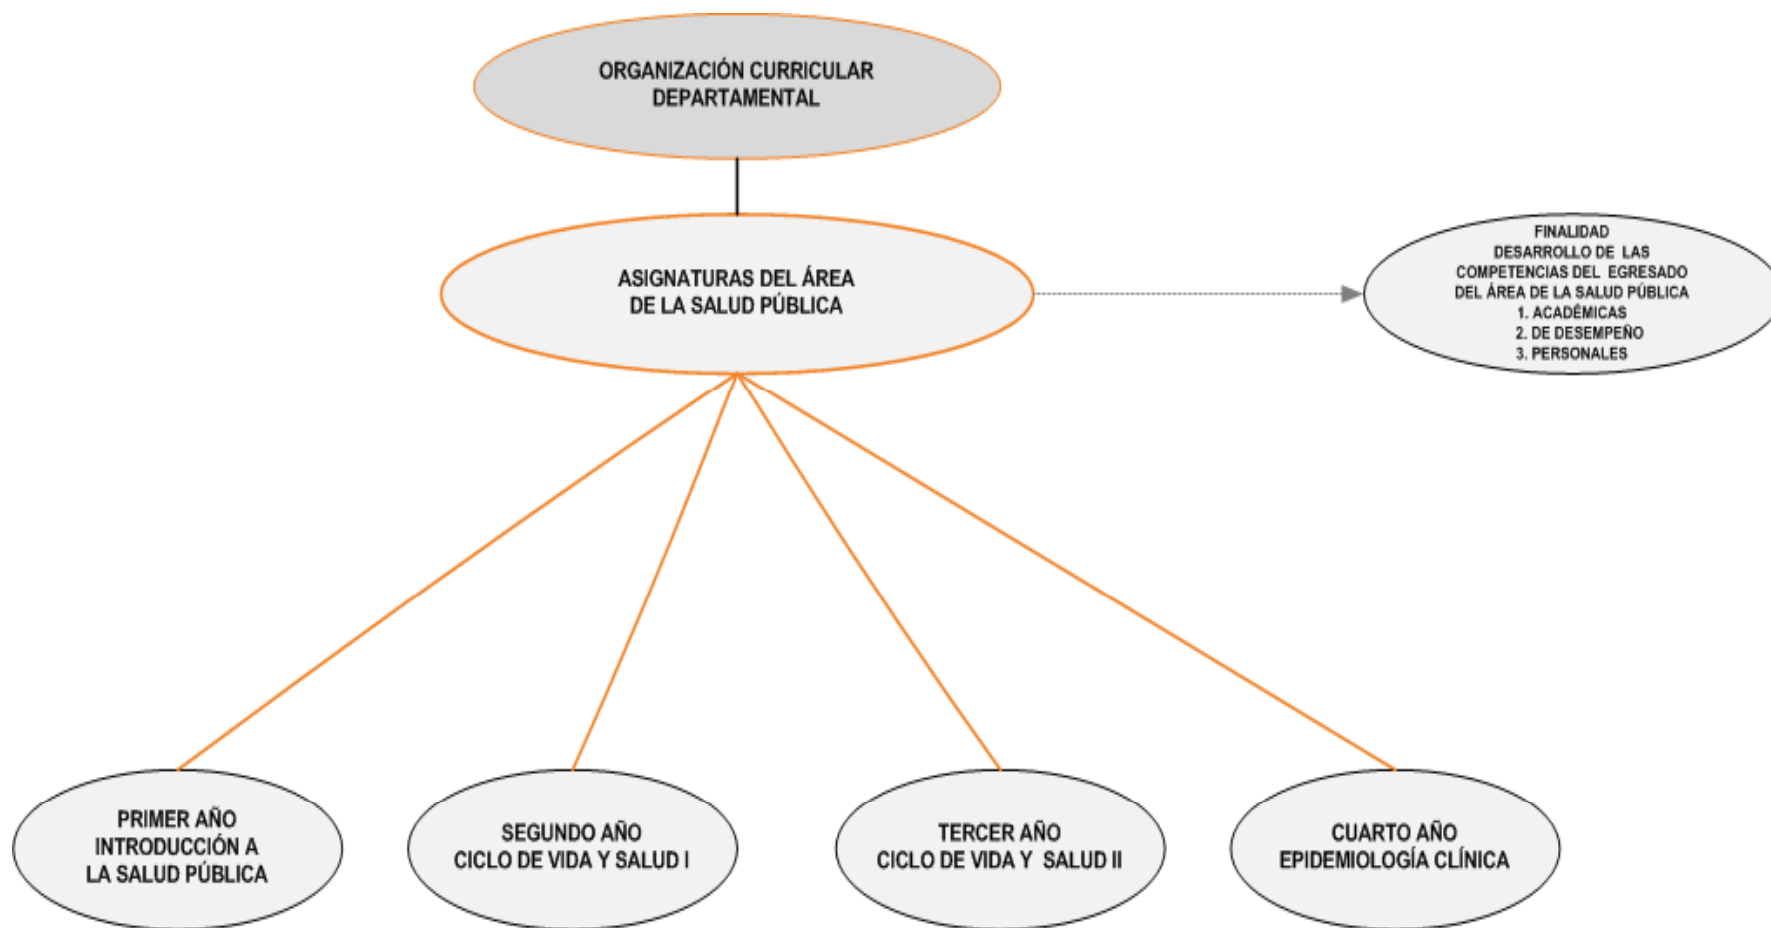 ORGANIZACIÓN CURRICULAR
DEPARTAMENTAL
ASIGNATURAS DEL ÁREA
DE LA SALUD PÚBLICA
FINALIDAD
DESARROLLO DE LAS
COMPETENCIAS DEL EGRESADO
DEL ÁREA DE LA SALUD PÚBLICA
1. ACADÉMICAS
2. DE DESEMPEÑO
3. PERSONALES
PRIMER AÑO
INTRODUCCIÓN A
LA SALUD PÚBLICA
SEGUNDO AÑO
CICLO DE VIDA Y SALUD I
TERCER AÑO
CICLO DE VIDA Y SALUD II
CUARTO AÑO
EPIDEMIOLOGÍA CLÍNICA